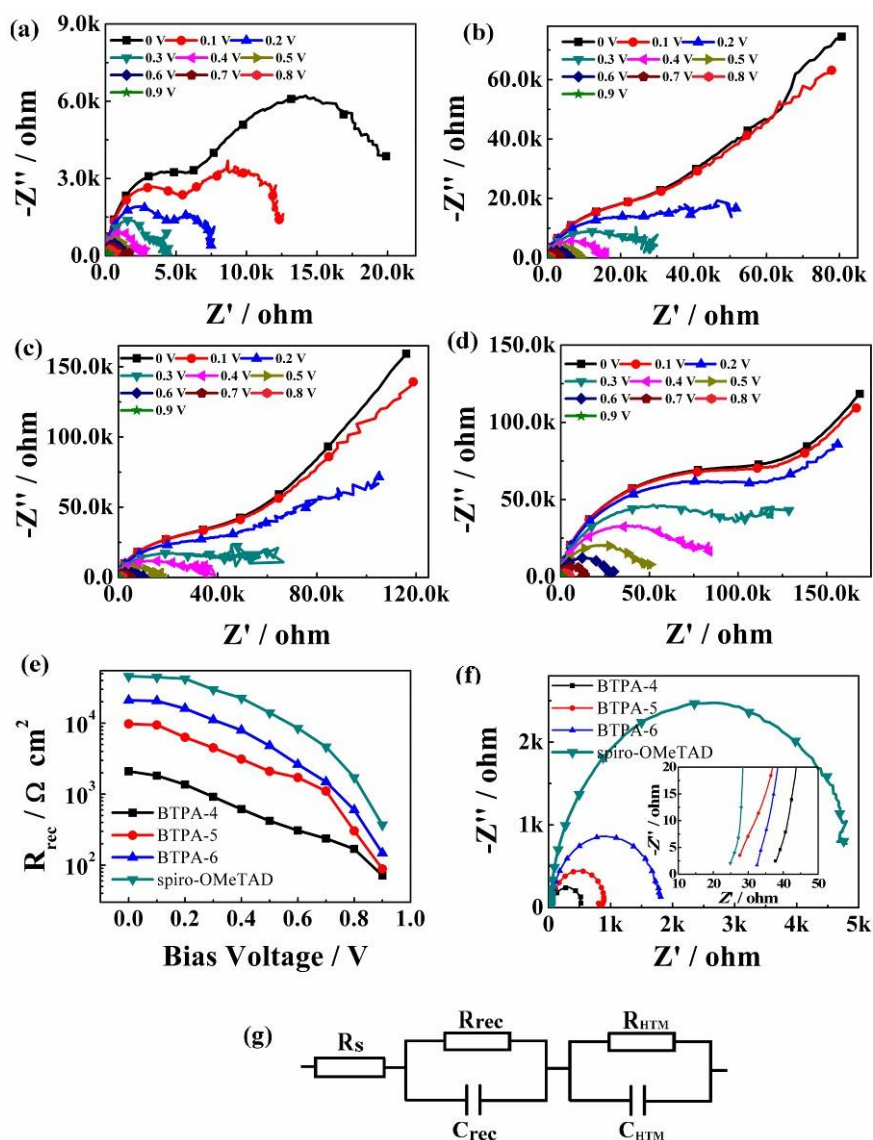 (a)
9.0k
6.0k
3.0k
0.0
-Z'' / ohm
0 V 0.1 V 0.2 V
0.3 V 0.4 V 0.5 V
0.6 V 0.7 V 0.8 V
0.9 V
0.0 5.0k 10.0k 15.0k 20.0k
Z' / ohm
(b)
60.0k
40.0k
20.0k
0.0
-Z'' / ohm
0 V 0.1 V 0.2 V
0.3 V 0.4 V 0.5 V
0.6 V 0.7 V 0.8 V
0.9 V
0.0 20.0k 40.0k 60.0k 80.0k
Z' / ohm
(c)
150.0k
100.0k
50.0k
0.0
-Z'' / ohm
0 V 0.1 V 0.2 V
0.3 V 0.4 V 0.5 V
0.6 V 0.7 V 0.8 V
0.9 V
0.0 40.0k 80.0k 120.0k
Z' / ohm
(d)
150.0k
100.0k
50.0k
0.0
-Z'' / ohm
0 V 0.1 V 0.2 V
0.3 V 0.4 V 0.5 V
0.6 V 0.7 V 0.8 V
0.9 V
0.0 50.0k 100.0k 150.0k
Z' / ohm
(e)
10^4
10^3
10^2
R_rec / Ω cm^2
BTPA-4
BTPA-5
BTPA-6
spiro-OMeTAD
0.0 0.2 0.4 0.6 0.8 1.0
Bias Voltage / V
(f)
2k
1k
0
-Z'' / ohm
BTPA-4
BTPA-5
BTPA-6
spiro-OMeTAD
20
15
10
5
0
-Z' / ohm
10 20 30 40 50
Z' / ohm
0 1k 2k 3k 4k 5k
Z' / ohm
(g)
Rs
Rrec
RHTM
Crec
CHTM